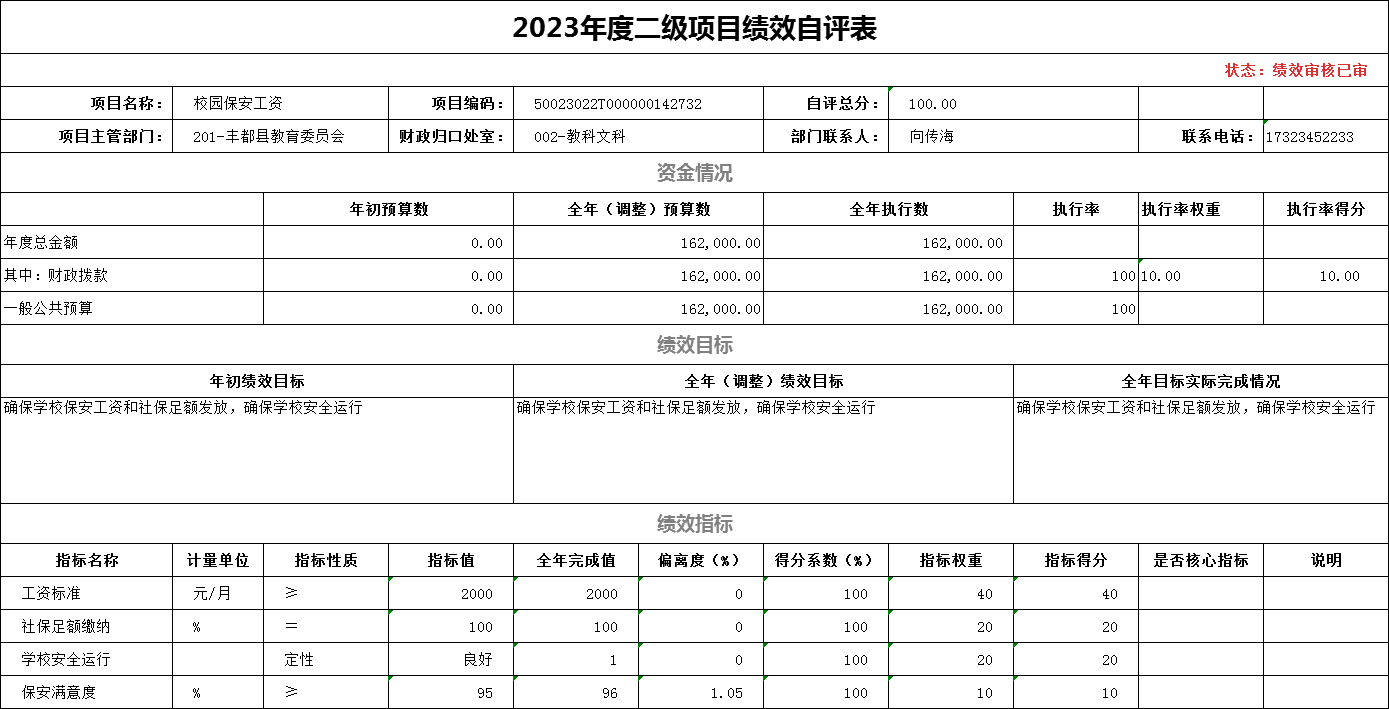 2023年度二级项目绩效自评表
状态：绩效审核已审
项目名称： 校园保安工资 项目编码： 50023022T000000142732 自评总分： 100.00
项目主管部门： 201-丰都县教育委员会 财政归口处室： 002-教科文科 部门联系人： 向传海 联系电话： 17323452233
资金情况
年初预算数 全年（调整）预算数 全年执行数 执行率 执行率权重 执行率得分
年度总金额 0.00 162,000.00 162,000.00
其中：财政拨款 0.00 162,000.00 162,000.00 100 10.00 10.00
一般公共预算 0.00 162,000.00 162,000.00 100
绩效目标
年初绩效目标 全年（调整）绩效目标 全年目标实际完成情况
确保学校保安工资和社保足额发放，确保学校安全运行 确保学校保安工资和社保足额发放，确保学校安全运行 确保学校保安工资和社保足额发放，确保学校安全运行
绩效指标
指标名称 计量单位 指标性质 指标值 全年完成值 偏离度（%） 得分系数（%） 指标权重 指标得分 是否核心指标 说明
工资标准 元/月 ≥ 2000 2000 0 100 40 40
社保足额缴纳 % ＝ 100 100 0 100 20 20
学校安全运行 定性 良好 1 0 100 20 20
保安满意度 % ≥ 95 96 1.05 100 10 10